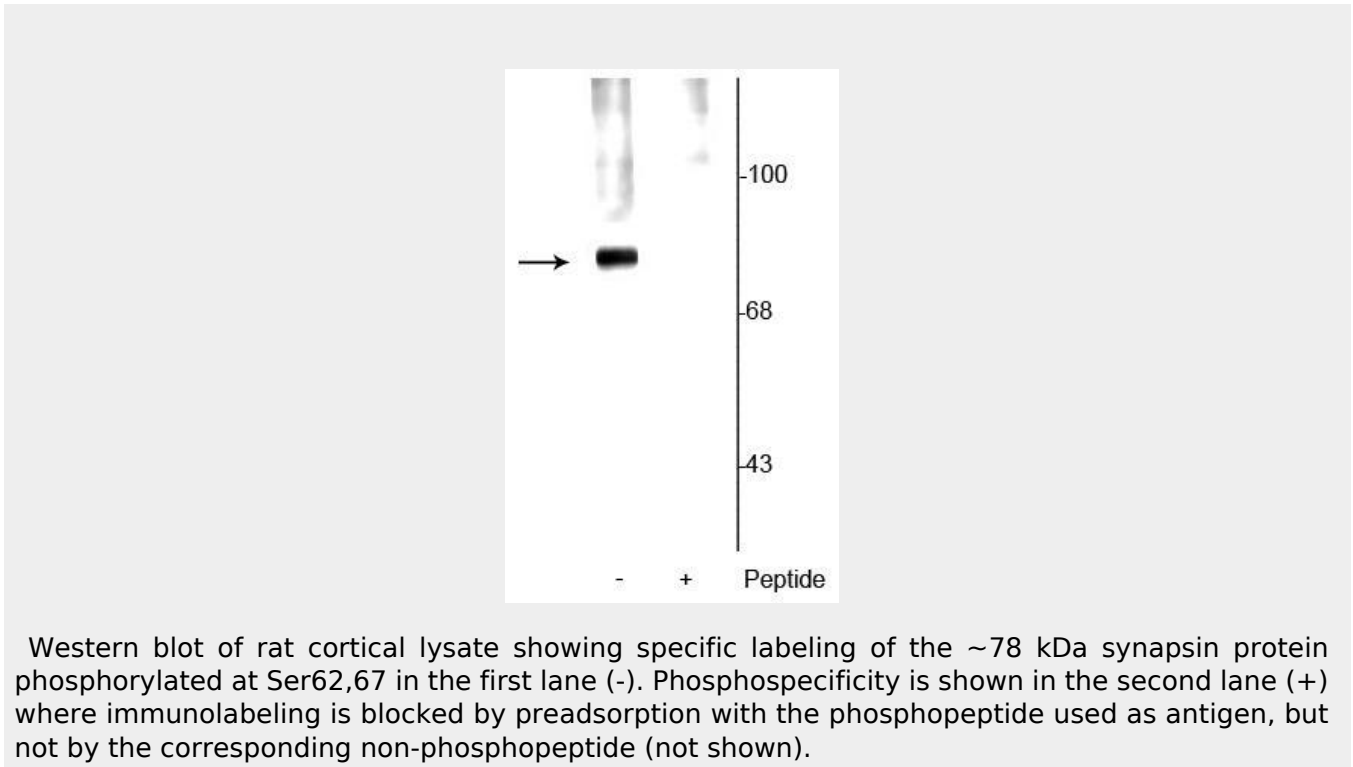 -100
-68
-43
- + Peptide
Western blot of rat cortical lysate showing specific labeling of the ~78 kDa synapsin protein
phosphorylated at Ser62,67 in the first lane (-). Phosphospecificity is shown in the second lane (+)
where immunolabeling is blocked by preadsorption with the phosphopeptide used as antigen, but
not by the corresponding non-phosphopeptide (not shown).